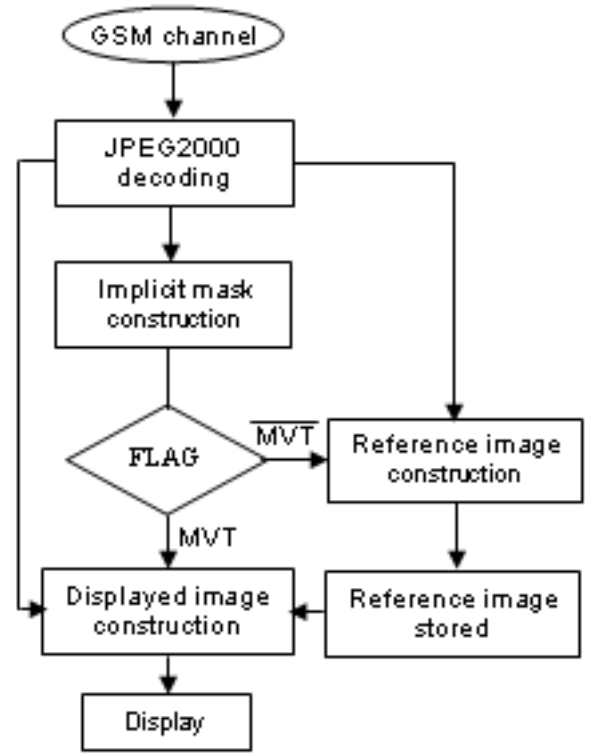 GSM channel
JPEG2000
decoding
Implicit mask
construction
FLAG
M̅V̅T̅
Reference image
construction
MVT
Displayed image
construction
Reference image
stored
Display